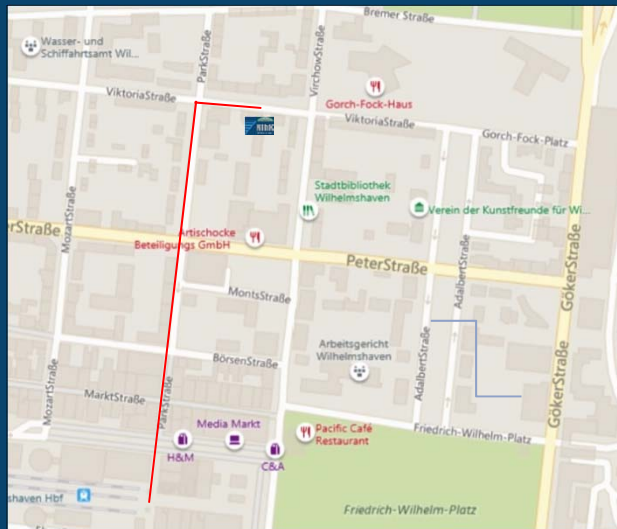 Bremer Straße
Wasser- und
Schiffahrtsamt Wil...
ParkStraße
VirchowStraße
ViktoriaStraße
Gorch-Fock-Haus
ViktoriaStraße
Gorch-Fock-Platz
Stadtbibliothek
Wilhelmshaven
Verein der Kunstfreunde für Wi...
MozartStraße
erStraße
Artischocke
Beteiligungs GmbH
PeterStraße
AdalbertStraße
GökerStraße
MontsStraße
Arbeitsgericht
Wilhelmshaven
AdalbertStraße
BörsenStraße
MozartStraße
MarktStraße
ParkStraße
GökerStraße
Media Markt
Pacific Café
Restaurant
Friedrich-Wilhelm-Platz
H&M
C&A
shaven Hbf
Friedrich-Wilhelm-Platz